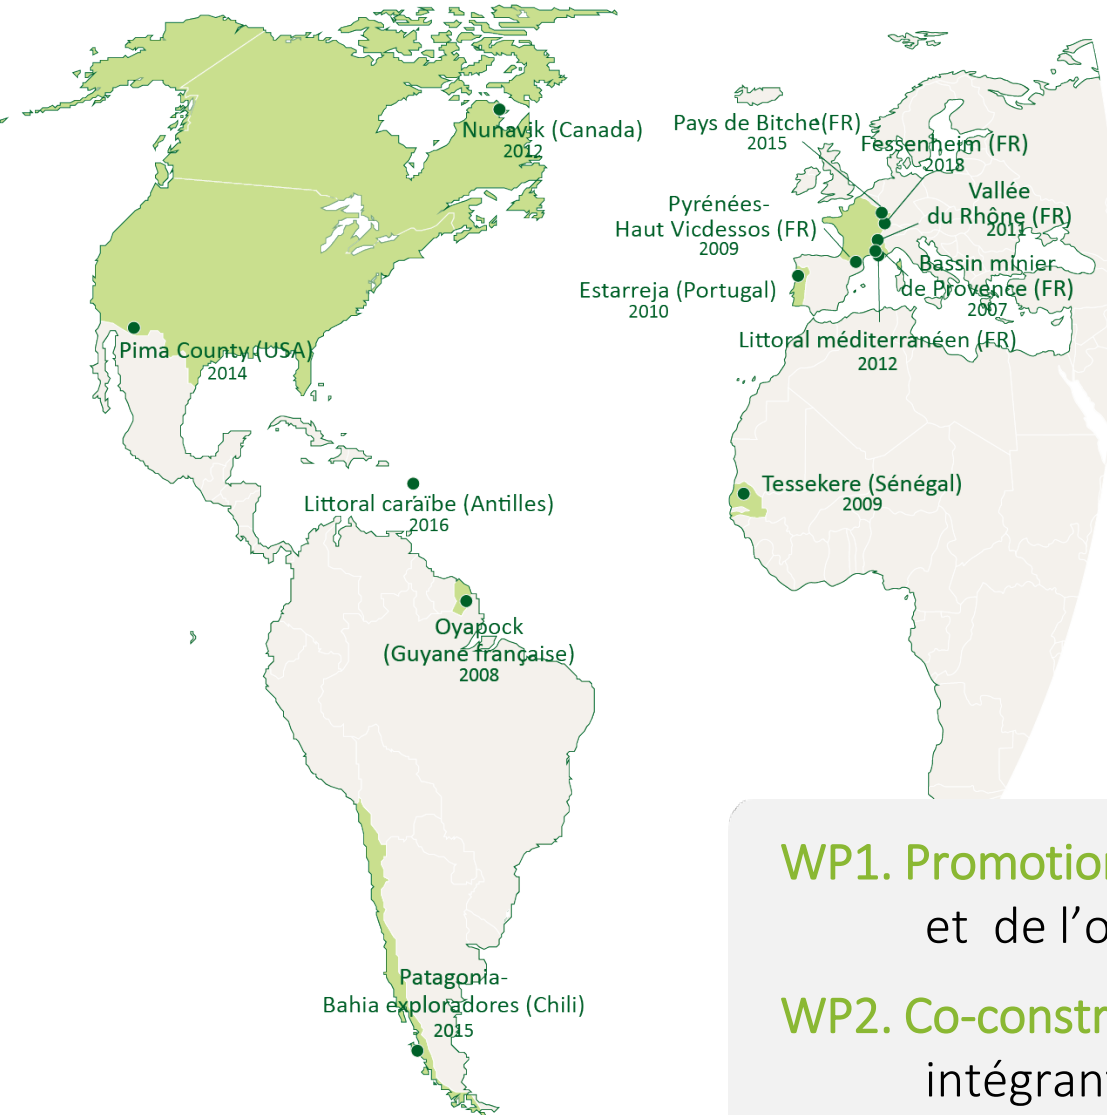 Nunavik (Canada)
2012
Pima County (USA)
2014
Littoral caraïbe (Antilles)
2016
Oyapock
(Guyane française)
2008
Patagonia-
Bahia exploradores (Chili)
2015
Pays de Bitche(FR)
2015
Fessenheim (FR)
2018
Vallée
du Rhône (FR)
2011
Pyrénées-
Haut Vicdessos (FR)
2009
Bassin minier
de Provence (FR)
2007
Estarreja (Portugal)
2010
Littoral méditerranéen (FR)
2012
Tessekere (Sénégal)
2009
WP1. Promotion
et de l’o
WP2. Co-constr
intégrant